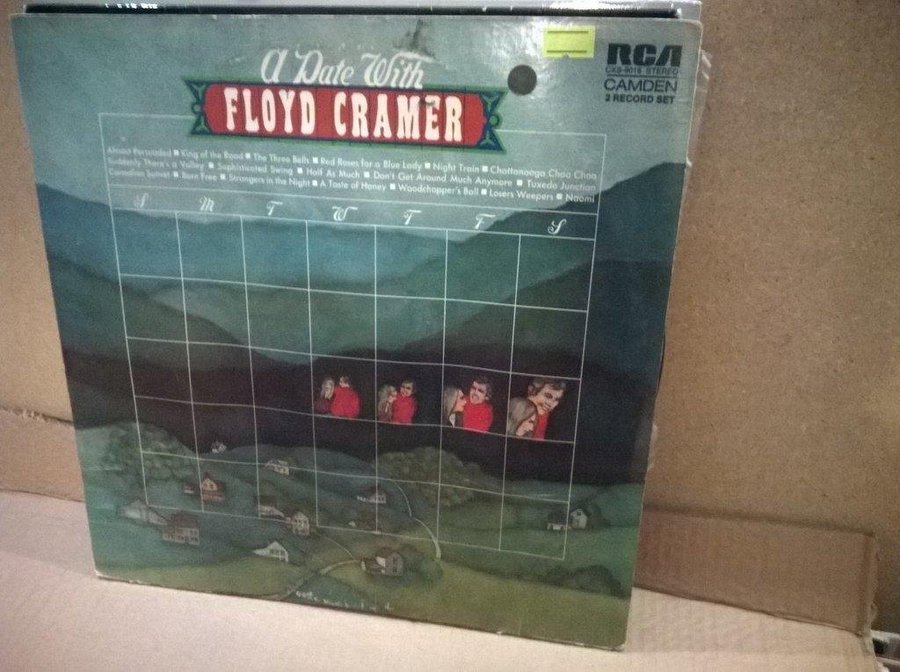 A Date With
FLOYD CRAMER
RCA
CXS-9016 STEREO
CAMDEN
2 RECORD SET
Almost Persuaded ■ King of the Road ■ The Three Bells ■ Red Roses for a Blue Lady ■ Night Train ■ Chattanooga Choo Choo
Suddenly There's a Valley ■ Sophisticated Swing ■ Half As Much ■ Don't Get Around Much Anymore ■ Tuxedo Junction
Canadian Sunset ■ Born Free ■ Strangers in the Night ■ A Taste of Honey ■ Woodchopper's Ball ■ Losers Weepers ■ Naomi
S M T W T F S